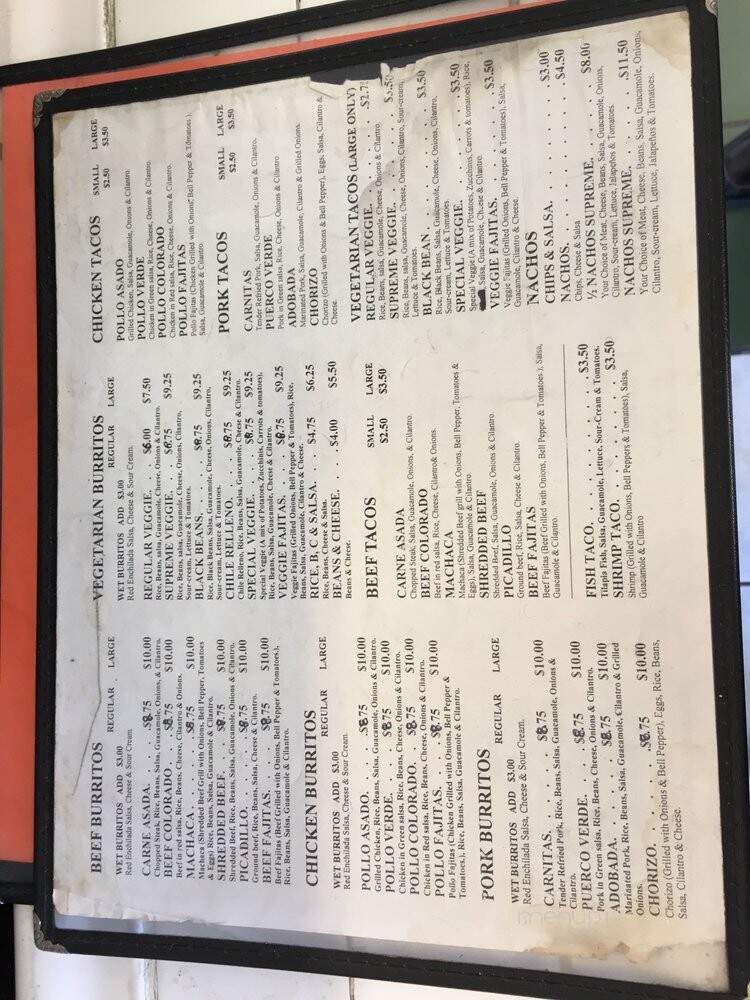 BEEF BURRITOS
REGULAR LARGE
WET BURRITOS ADD $3.00
Red Enchilada Salsa, Cheese & Sour Cream.
CARNE ASADA. . . . . $8.75 $10.00
Chopped Steak, Rice, Beans, Salsa, Guacamole, Onions, & Cilantro.
BEEF COLORADO. . . . $8.75 $10.00
Beef in red salsa, Rice, Beans, Cheese, Cilantro & Onions.
MACHACA. . . . . $8.75 $10.00
Machaca (Shredded Beef Grill with Onions, Bell Pepper, Tomatoes
& Eggs) Rice, Beans, Salsa, Guacamole & Cilantro.
SHREDDED BEEF. . . . $8.75 $10.00
Shredded Beef, Rice, Beans, Salsa, Guacamole, Onions & Cilantro.
PICADILLO. . . . . $8.75 $10.00
Ground beef, Rice, Beans, Salsa, Cheese & Cilantro.
BEEF FAJITAS. . . . . $8.75 $10.00
Beef Fajitas (Beef Grilled with Onions, Bell Pepper & Tomatoes),
Rice, Beans, Salsa, Guacamole & Cilantro.
CHICKEN BURRITOS
REGULAR LARGE
WET BURRITOS ADD $3.00
Red Enchilada Salsa, Cheese & Sour Cream.
POLLO ASADO. . . . . $8.75 $10.00
Grilled Chicken, Rice, Beans, Salsa, Guacamole, Onions & Cilantro.
POLLO VERDE. . . . . $8.75 $10.00
Chicken in Green salsa, Rice, Beans, Cheese, Onions & Cilantro.
POLLO COLORADO. . . . $8.75 $10.00
Chicken in Red salsa, Rice, Beans, Cheese, Onions & Cilantro.
POLLO FAJITAS. . . . . $8.75 $10.00
Pollo Fajitas (Chicken Grilled with Onions, Bell Pepper &
Tomatoes,), Rice, Beans, Salsa, Guacamole & Cilantro.
PORK BURRITOS
REGULAR LARGE
WET BURRITOS ADD $3.00
Red Enchilada Salsa, Cheese & Sour Cream.
CARNITAS. . . . . $8.75 $10.00
Tender Refried Pork, Rice, Beans, Salsa, Guacamole, Onions &
Cilantro.
PUERCO VERDE. . . . . $8.75 $10.00
Pork in Green salsa, Rice, Beans, Cheese, Onions & Cilantro.
ADOBADA. . . . . $8.75 $10.00
Marinated Pork, Rice, Beans, Salsa, Guacamole, Cilantro & Grilled
Onions.
CHORIZO. . . . . $8.75 $10.00
Chorizo (Grilled with Onions & Bell Pepper), Eggs, Rice, Beans,
Salsa, Cilantro & Cheese.
VEGETARIAN BURRITOS
REGULAR LARGE
WET BURRITOS ADD $3.00
Red Enchilada Salsa, Cheese & Sour Cream.
REGULAR VEGGIE. . . $6.00 $7.50
Rice, Beans, salsa, Guacamole, Cheese, Onions & Cilantro.
SUPREME VEGGIE. . . $8.75 $9.25
Rice, Beans, salsa, Guacamole, Cheese, Onions, Cilantro,
Sour-cream, Lettuce & Tomatoes.
BLACK BEANS. . . . . $8.75 $9.25
Rice, Black Beans, Salsa, Guacamole, Cheese, Onions, Cilantro,
Sour-cream, Lettuce & Tomatoes.
CHILE RELLENO. . . . $8.75 $9.25
Chile Relleno, Rice, Beans, Salsa, Guacamole, Cheese & Cilantro.
SPECIAL VEGGIE. . . . $8.75 $9.25
Special Veggie (A mix of Potatoes, Zucchinis, Carrots & tomatoes),
Rice, Beans, Salsa, Guacamole, Cheese & Cilantro.
VEGGIE FAJITAS. . . . $8.75 $9.25
Veggie Fajitas (Grilled Onions, Bell Pepper & Tomatoes), Rice,
Beans, Salsa, Guacamole, Cilantro & Cheese.
RICE, B, C & SALSA. . . $4.75 $6.25
Rice, Beans, Cheese & Salsa.
BEANS & CHEESE. . . . $4.00 $5.50
Beans & Cheese.
BEEF TACOS
SMALL LARGE
$2.50 $3.50
CARNE ASADA
Chopped Steak, Salsa, Guacamole, Onions, & Cilantro.
BEEF COLORADO
Beef in red salsa, Rice, Cheese, Cilantro& Onions.
MACHACA
Machaca (Shredded Beef grill with Onions, Bell Pepper, Tomatoes &
Eggs), Salsa, Guacamole & Cilantro.
SHREDDED BEEF
Shredded Beef, Salsa, Guacamole, Onions & Cilantro.
PICADILLO
Ground beef, Rice, Salsa, Cheese & Cilantro.
BEEF FAJITAS
Beef Fajitas (Beef Grilled with Onions, Bell Pepper & Tomatoes ), Salsa,
Guacamole & Cilantro.
FISH TACO. . . . . $3.50
Tilapia Fish, Salsa, Guacamole, Lettuce, Sour-Cream & Tomatoes.
SHRIMP TACO. . . . . $3.50
Shrimp (Grilled with Onions, Bell Peppers & Tomatoes), Salsa,
Guacamole & Cilantro.
CHICKEN TACOS
SMALL LARGE
$2.50 $3.50
POLLO ASADO
Grilled Chicken, Salsa, Guacamole, Onions & Cilantro.
POLLO VERDE
Chicken in Green salsa, Rice, Cheese, Onions & Cilantro.
POLLO COLORADO
Chicken in Red salsa, Rice, Cheese, Onions & Cilantro.
POLLO FAJITAS
Pollo Fajitas (Chicken Grilled with Onions, Bell Pepper & Tomatoes ),
Salsa, Guacamole & Cilantro.
PORK TACOS
SMALL LARGE
$2.50 $3.50
CARNITAS
Tender Refried Pork, Salsa, Guacamole, Onions & Cilantro.
PUERCO VERDE
Pork in Green salsa, Rice, Cheese, Onions & Cilantro
ADOBADA
Marinated Pork, Salsa, Guacamole, Cilantro & Grilled Onions.
CHORIZO
Chorizo (Grilled with Onions & Bell Pepper), Eggs, Salsa, Cilantro &
Cheese.
VEGETARIAN TACOS (LARGE ONLY)
REGULAR VEGGIE. . . . . $2.7
Rice, Beans, salsa, Guacamole, Cheese, Onions & Cilantro.
SUPREME VEGGIE. . . . . $3.50
Rice, Beans, salsa, Guacamole, Cheese, Onions, Cilantro, Sour-cream,
Lettuce & Tomatoes.
BLACK BEAN. . . . . $3.50
Rice, Black Beans, Salsa, Guacamole, Cheese, Onions, Cilantro,
Sour-cream, Lettuce & Tomatoes.
SPECIAL VEGGIE. . . . . $3.50
Special Veggie (A mix of Potatoes, Zucchinis, Carrots & tomatoes), Rice,
Salsa, Guacamole, Cheese & Cilantro.
VEGGIE FAJITAS. . . . . $3.50
Veggie Fajitas (Grilled Onions, Bell Pepper & Tomatoes), Salsa,
Guacamole, Cilantro & Cheese.
NACHOS
CHIPS & SALSA. . . . . $3.00
NACHOS. . . . . $4.50
Chips, Cheese & Salsa
½ NACHOS SUPREME. . . . . $8.00
Your Choice of Meat, Cheese, Beans, Salsa, Guacamole, Onions,
Cilantro, Sour-cream, Lettuce, Jalapeños & Tomatoes.
NACHOS SUPREME. . . . . $11.50
Your Choice of Meat, Cheese, Beans, Salsa, Guacamole, Onions,
Cilantro, Sour-cream, Lettuce, Jalapeños & Tomatoes.